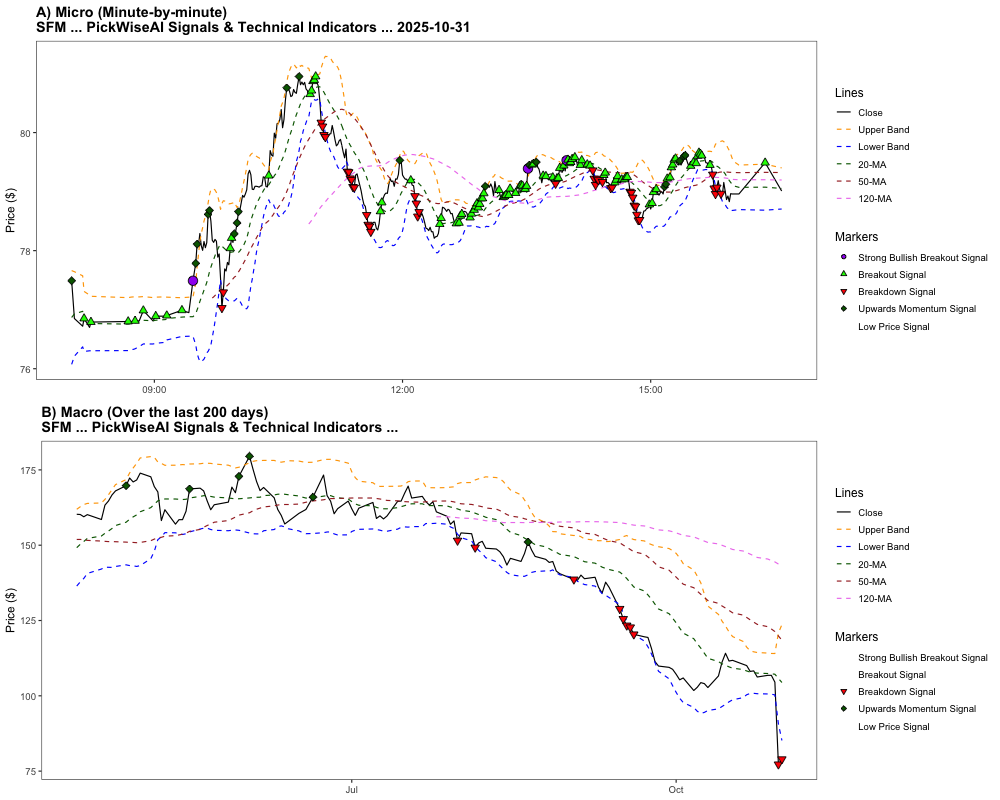 A) Micro (Minute-by-minute)
SFM ... PickWiseAI Signals & Technical Indicators ... 2025-10-31
Price ($)
80
78
76
09:00
12:00
15:00
Lines
Close
Upper Band
Lower Band
20-MA
50-MA
120-MA
Markers
Strong Bullish Breakout Signal
Breakout Signal
Breakdown Signal
Upwards Momentum Signal
Low Price Signal
B) Macro (Over the last 200 days)
SFM ... PickWiseAI Signals & Technical Indicators ...
Price ($)
175
150
125
100
75
Jul
Oct
Lines
Close
Upper Band
Lower Band
20-MA
50-MA
120-MA
Markers
Strong Bullish Breakout Signal
Breakout Signal
Breakdown Signal
Upwards Momentum Signal
Low Price Signal